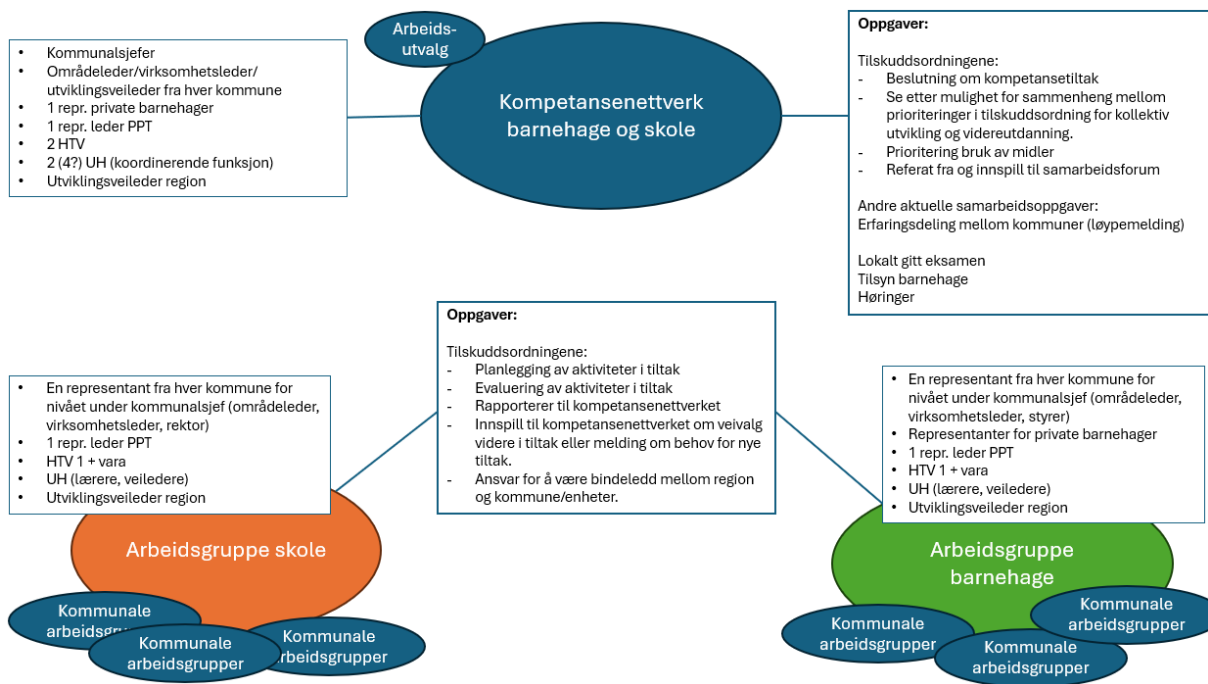 Arbeids-
utvalg
Kompetansenettverk
barnehage og skole
• Kommunalsjefer
• Områdeleder/virksomhetsleder/
utviklingsveileder fra hver kommune
• 1 repr. private barnehager
• 1 repr. leder PPT
• 2 HTV
• 2 (4?) UH (koordinerende funksjon)
• Utviklingsveileder region
Oppgaver:
Tilskuddsordningene:
- Beslutning om kompetansetiltak
- Se etter mulighet for sammenheng mellom
prioriteringer i tilskuddsordning for kollektiv
utvikling og videreutdanning.
- Prioritering bruk av midler
- Referat fra og innspill til samarbeidsforum
Andre aktuelle samarbeidsoppgaver:
Erfaringsdeling mellom kommuner (løypemelding)
Lokalt gitt eksamen
Tilsyn barnehage
Høringer
Oppgaver:
Tilskuddsordningene:
- Planlegging av aktiviteter i tiltak
- Evaluering av aktiviteter i tiltak
- Rapporterer til kompetansenettverket
- Innspill til kompetansenettverket om veivalg
videre i tiltak eller melding om behov for nye
tiltak.
- Ansvar for å være bindeledd mellom region
og kommune/enheter.
• En representant fra hver kommune for
nivået under kommunalsjef (områdeleder,
virksomhetsleder, rektor)
• 1 repr. leder PPT
• HTV 1 + vara
• UH (lærere, veiledere)
• Utviklingsveileder region
Arbeidsgruppe skole
Kommunale
arbeidsgrupper
Kommunale
arbeidsgrupper
Kommunale
arbeidsgrupper
• En representant fra hver kommune for
nivået under kommunalsjef (områdeleder,
virksomhetsleder, styrer)
• Representanter for private barnehager
• 1 repr. leder PPT
• HTV 1 + vara
• UH (lærere, veiledere)
• Utviklingsveileder region
Arbeidsgruppe
barnehage
Kommunale
arbeidsgrupper
Kommunale
arbeidsgrupper
Kommunale
arbeidsgrupper